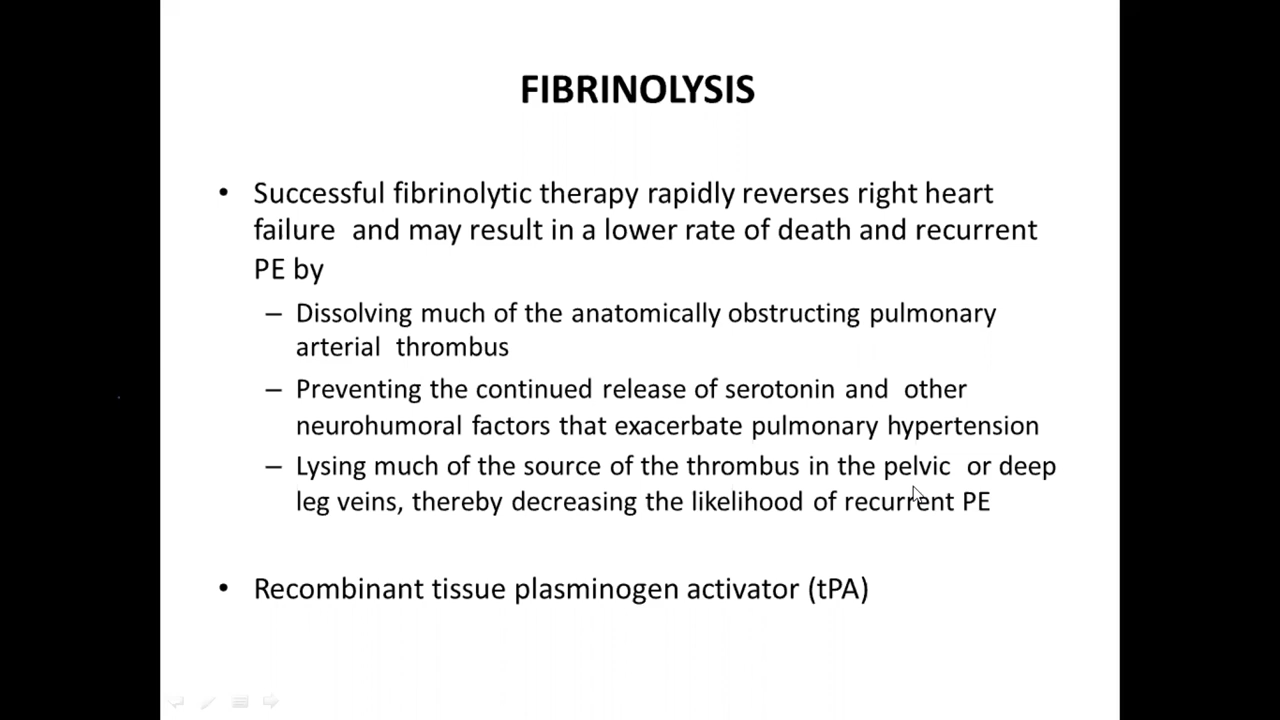 FIBRINOLYSIS
• Successful fibrinolytic therapy rapidly reverses right heart
failure and may result in a lower rate of death and recurrent
PE by
– Dissolving much of the anatomically obstructing pulmonary
arterial thrombus
– Preventing the continued release of serotonin and other
neurohumoral factors that exacerbate pulmonary hypertension
– Lysing much of the source of the thrombus in the pelvic or deep
leg veins, thereby decreasing the likelihood of recurrent PE
• Recombinant tissue plasminogen activator (tPA)